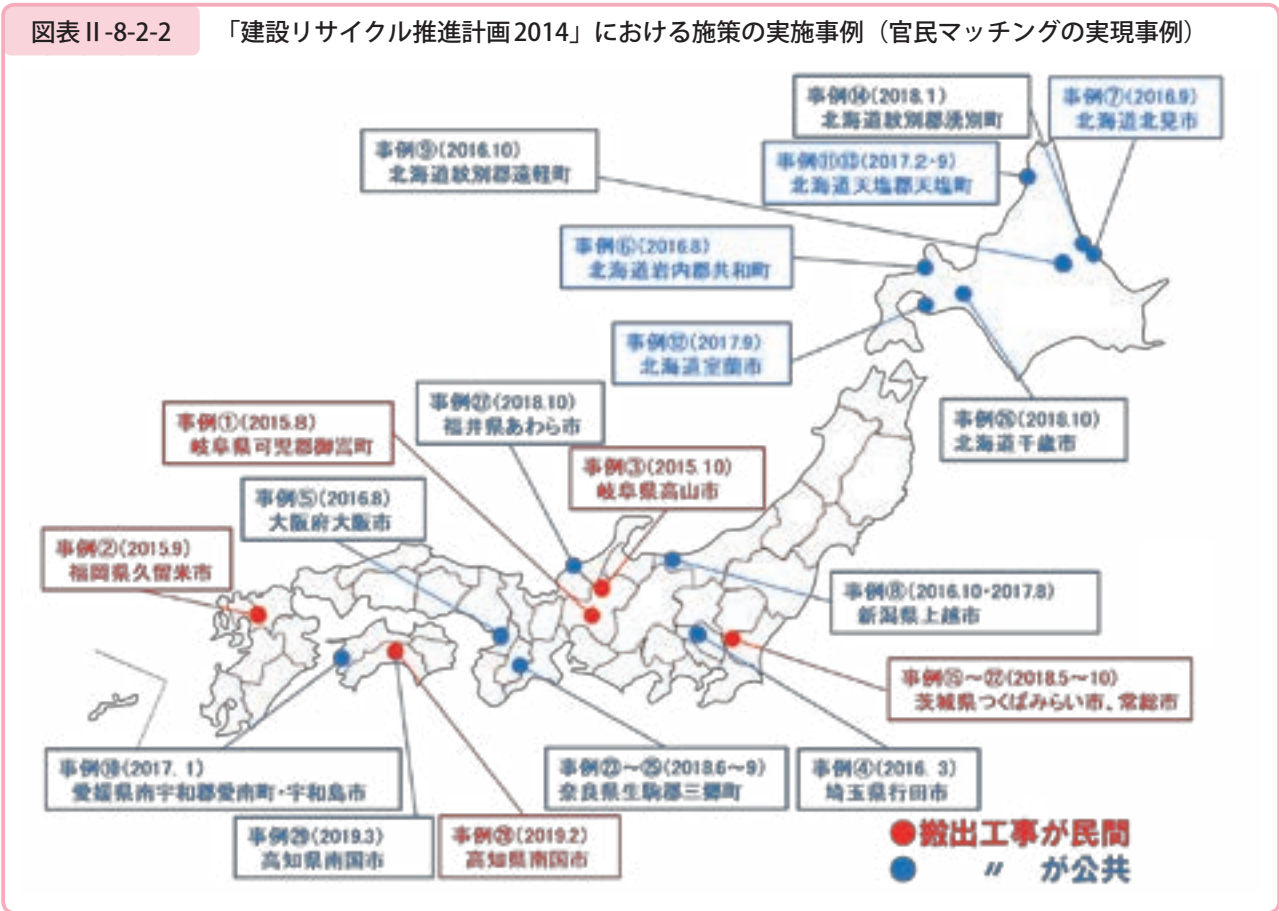 図表Ⅱ-8-2-2 「建設リサイクル推進計画2014」における施策の実施事例（官民マッチングの実現事例）
事例⑭(2018.1)
北海道紋別郡湧別町
事例⑦(2016.9)
北海道北見市
事例⑨(2016.10)
北海道紋別郡遠軽町
事例⑪⑬(2017.2・9)
北海道天塩郡天塩町
事例⑥(2016.8)
北海道岩内郡共和町
事例⑫(2017.9)
北海道室蘭市
事例㉖(2018.10)
北海道千歳市
事例㉗(2018.10)
福井県あわら市
事例①(2015.8)
岐阜県可児郡御嵩町
事例③(2015.10)
岐阜県高山市
事例⑤(2016.8)
大阪府大阪市
事例②(2015.9)
福岡県久留米市
事例⑧(2016.10・2017.8)
新潟県上越市
事例⑮～㉒(2018.5～10)
茨城県つくばみらい市、常総市
事例⑩(2017. 1)
愛媛県南宇和郡愛南町・宇和島市
事例㉓～㉕(2018.6～9)
奈良県生駒郡三郷町
事例④(2016. 3)
埼玉県行田市
事例㉙(2019.3)
高知県南国市
事例㉘(2019.2)
高知県南国市
●搬出工事が民間
● 〃 が公共